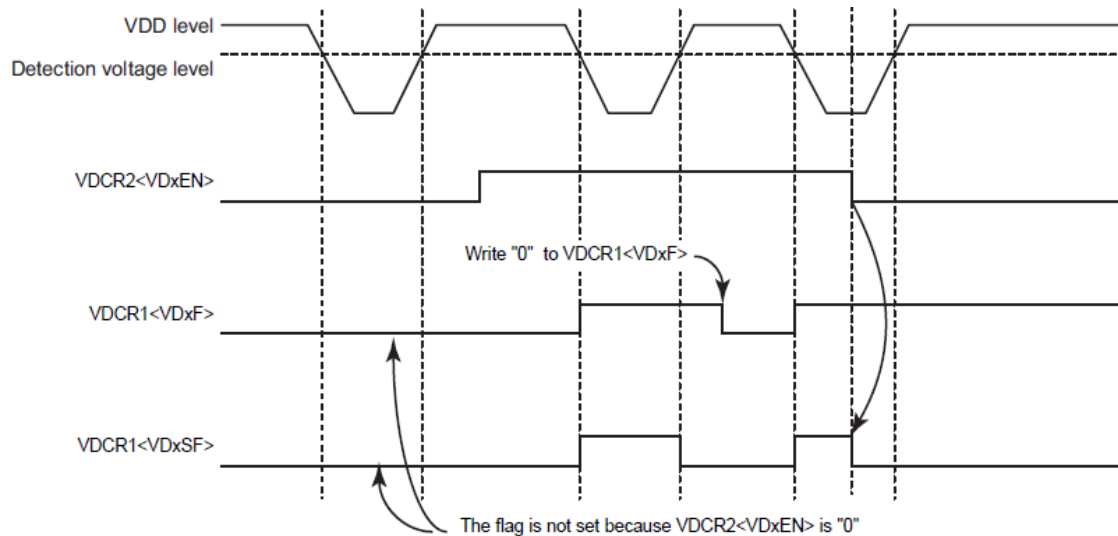 VDD level
Detection voltage level
VDCR2<VDxEN>
Write "0" to VDCR1<VDxF>
VDCR1<VDxF>
VDCR1<VDxSF>
The flag is not set because VDCR2<VDxEN> is "0"